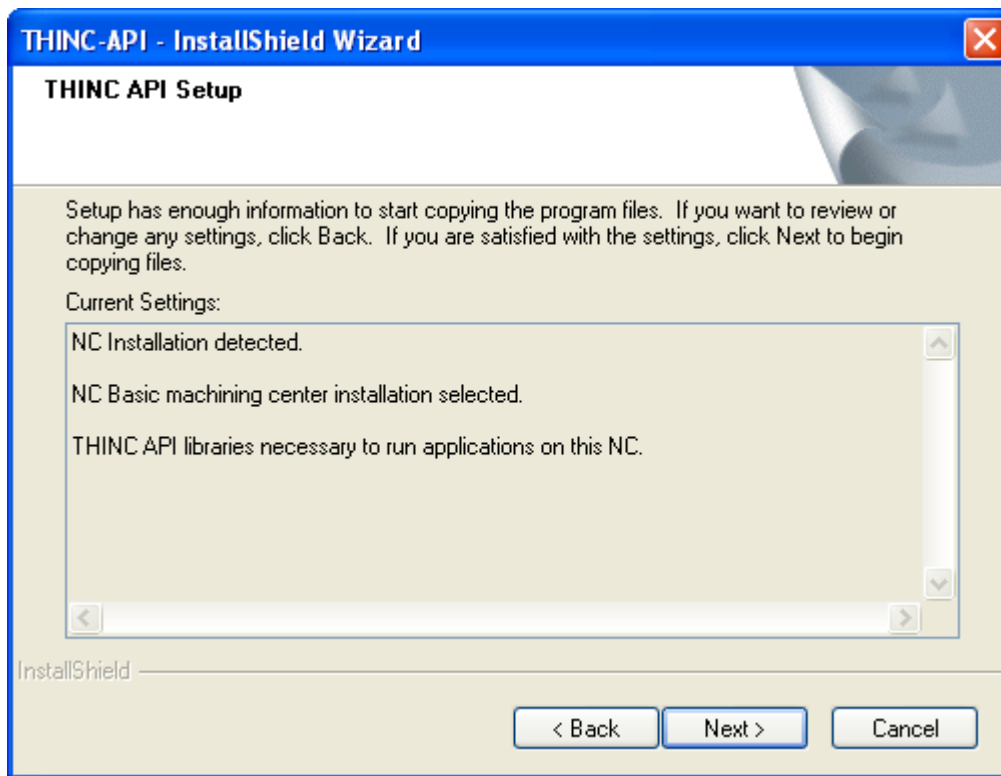 THINC-API - InstallShield Wizard
THINC API Setup
Setup has enough information to start copying the program files.  If you want to review or
change any settings, click Back.  If you are satisfied with the settings, click Next to begin
copying files.
Current Settings:
NC Installation detected.
NC Basic machining center installation selected.
THINC API libraries necessary to run applications on this NC.
InstallShield
< Back
Next >
Cancel